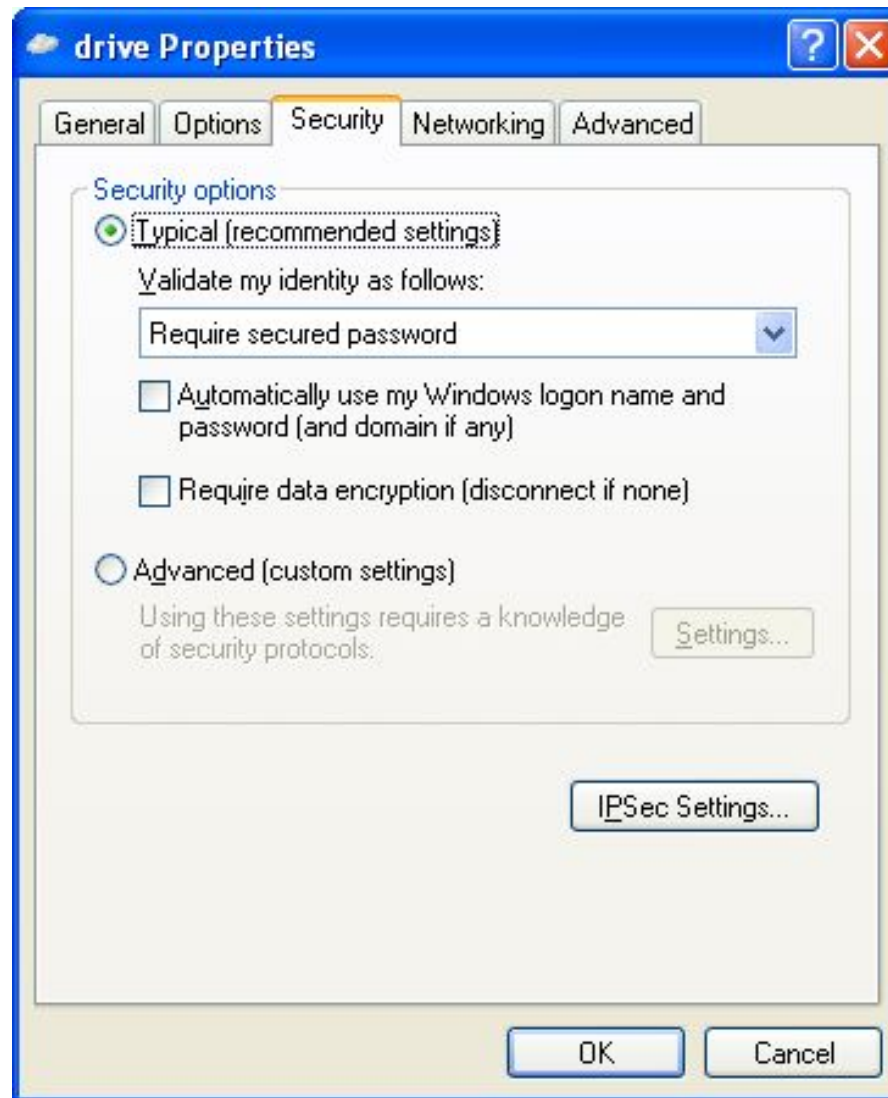 drive Properties
?
General Options Security Networking Advanced
Security options
Typical (recommended settings)
Validate my identity as follows:
Require secured password
Automatically use my Windows logon name and
password (and domain if any)
Require data encryption (disconnect if none)
Advanced (custom settings)
Using these settings requires a knowledge
of security protocols.
Settings...
IPSec Settings...
OK Cancel